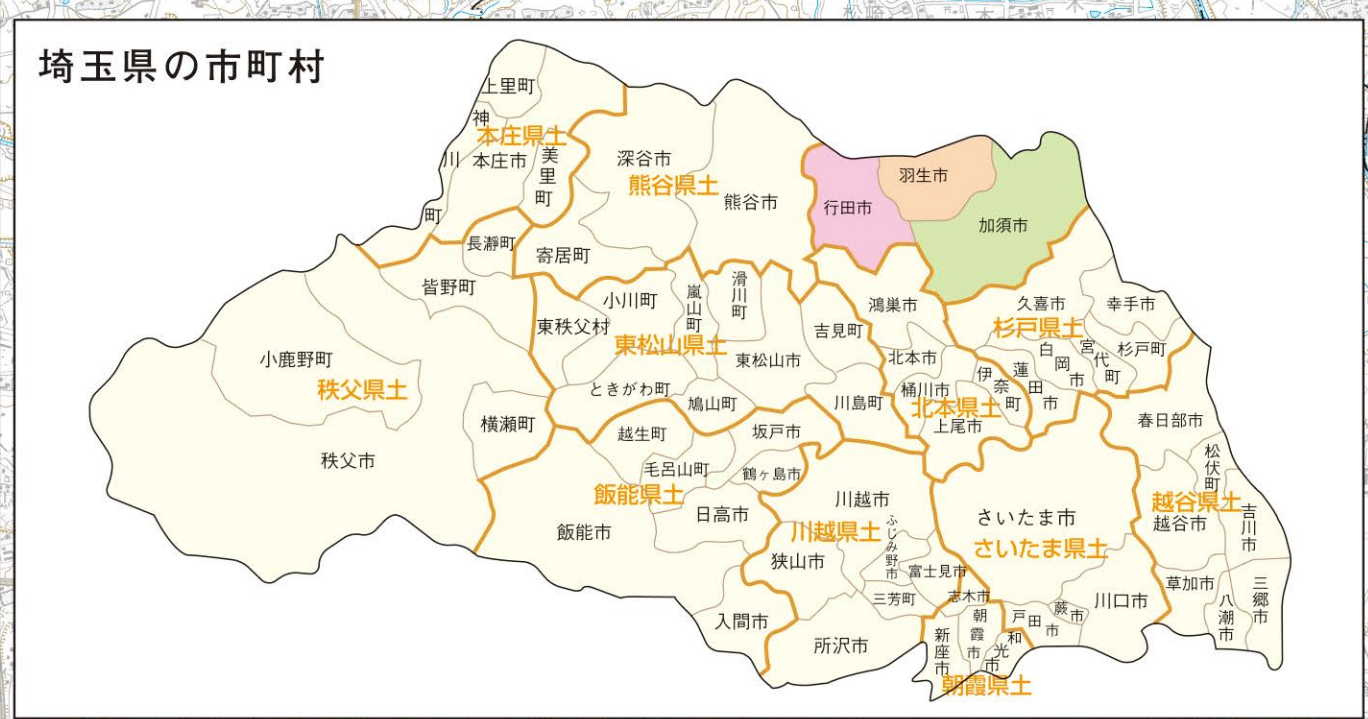 埼玉県の市町村
上里町
神川町
本庄県土
本庄市
美里町
深谷市
熊谷県土
熊谷市
行田市
羽生市
加須市
長瀞町
寄居町
皆野町
小川町
嵐山町
滑川町
吉見町
鴻巣市
久喜市
幸手市
杉戸県土
東秩父村
東松山県土
東松山市
北本市
白岡市
宮代町
杉戸町
小鹿野町
秩父県土
ときがわ町
鳩山町
川島町
桶川市
伊奈町
蓮田市
北本県土
上尾市
横瀬町
越生町
坂戸市
春日部市
秩父市
毛呂山町
鶴ヶ島市
松伏町
飯能県土
川越市
越谷県土
飯能市
日高市
川越県土
さいたま市
越谷市
吉川市
さいたま県土
ふじみ野市
狭山市
富士見市
三芳町
志木市
草加市
三郷市
八潮市
入間市
川口市
蕨市
戸田市
所沢市
新座市
朝霞市
和光市
朝霞県土